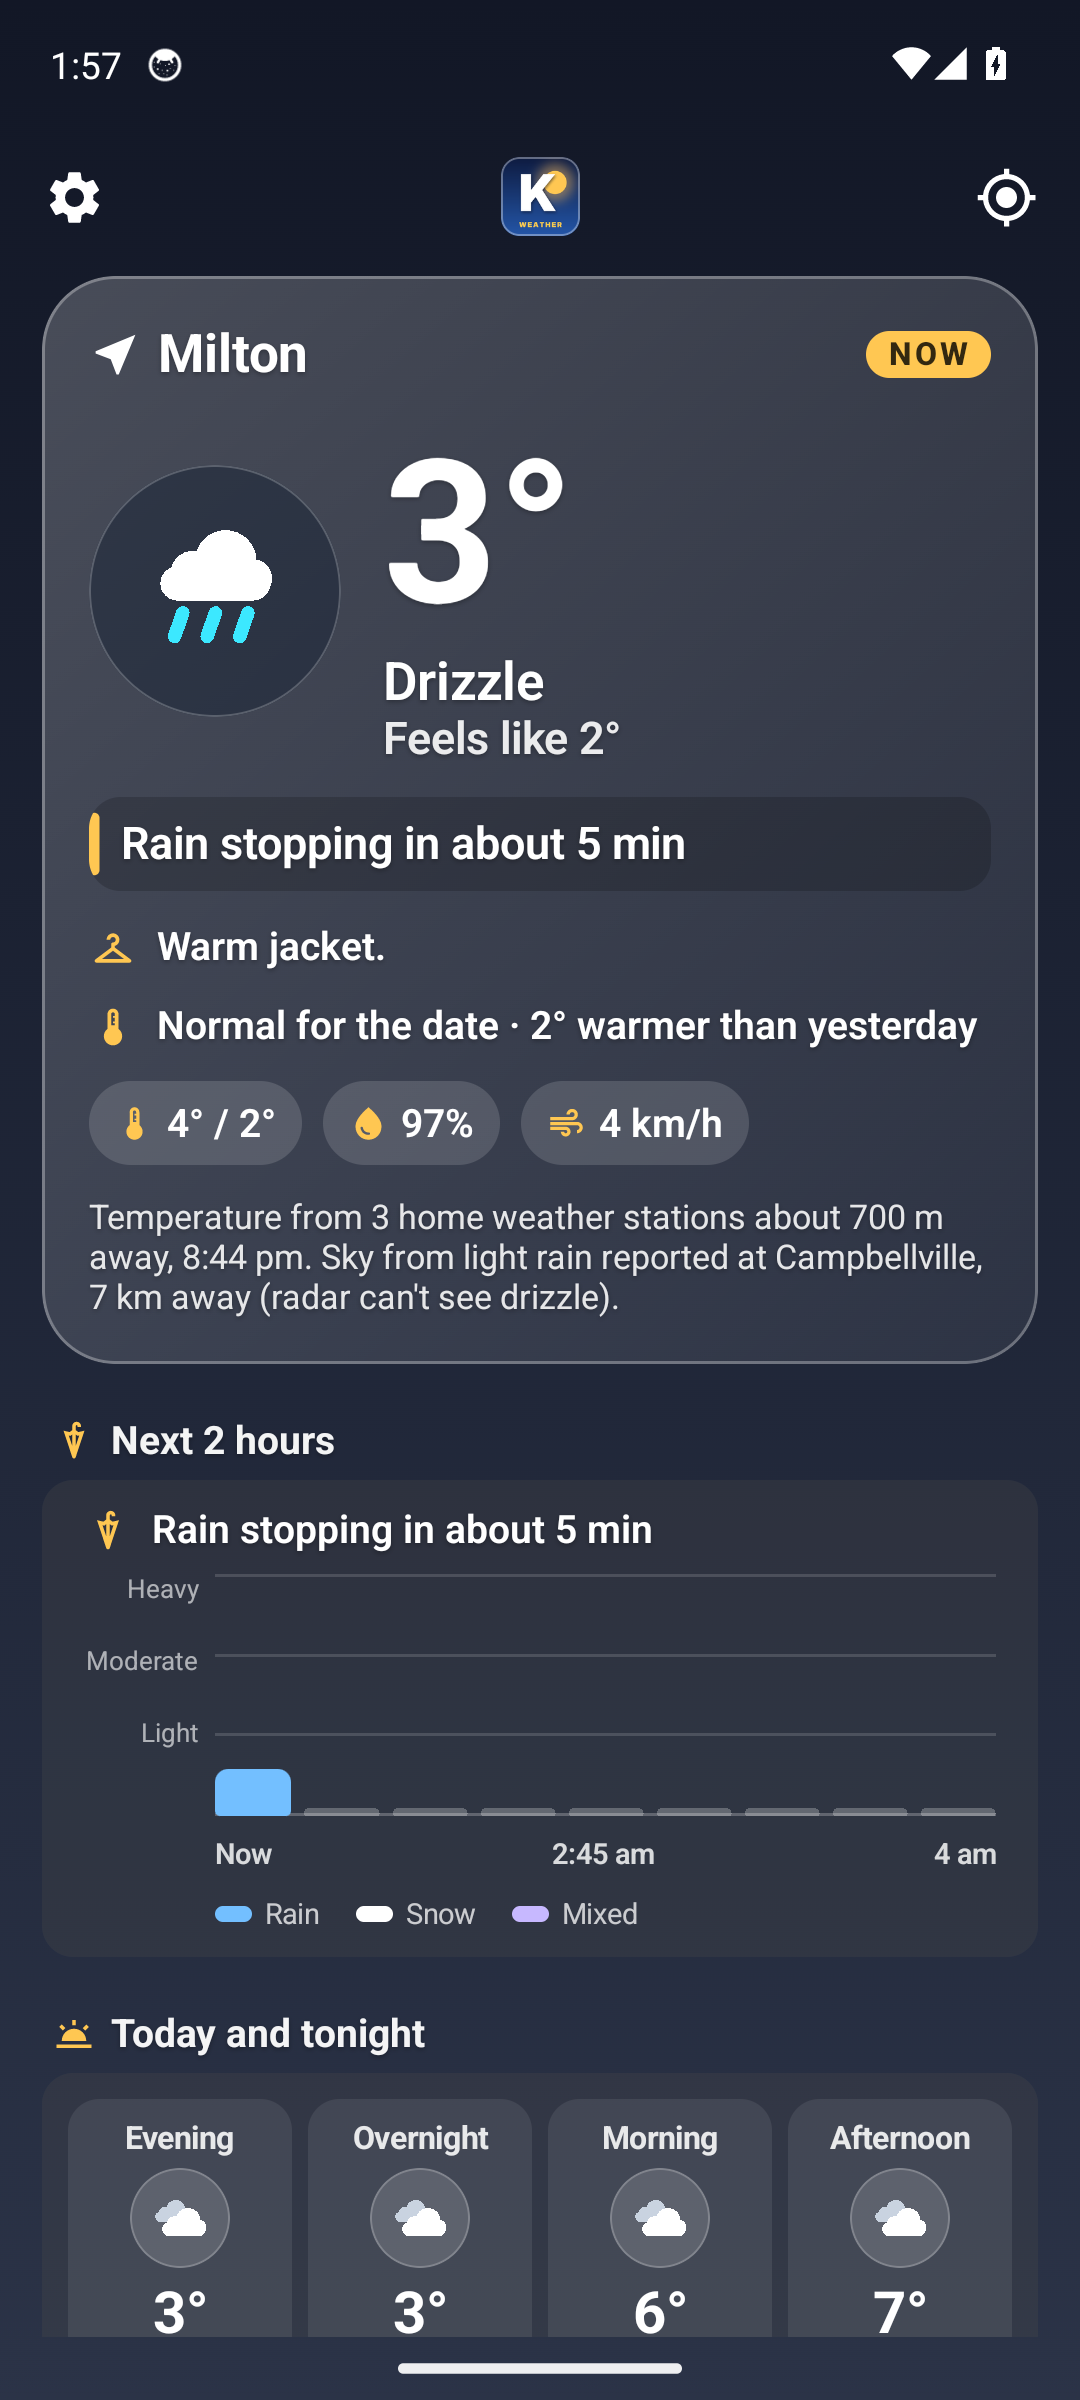 1:57
K
WEATHER
Milton
NOW
3°
Drizzle
Feels like 2°
Rain stopping in about 5 min
Warm jacket.
Normal for the date · 2° warmer than yesterday
4° / 2°
97%
4 km/h
Temperature from 3 home weather stations about 700 m
away, 8:44 pm. Sky from light rain reported at Campbellville,
7 km away (radar can't see drizzle).
Next 2 hours
Rain stopping in about 5 min
Heavy
Moderate
Light
Now 2:45 am 4 am
Rain Snow Mixed
Today and tonight
Evening Overnight Morning Afternoon
3° 3° 6° 7°